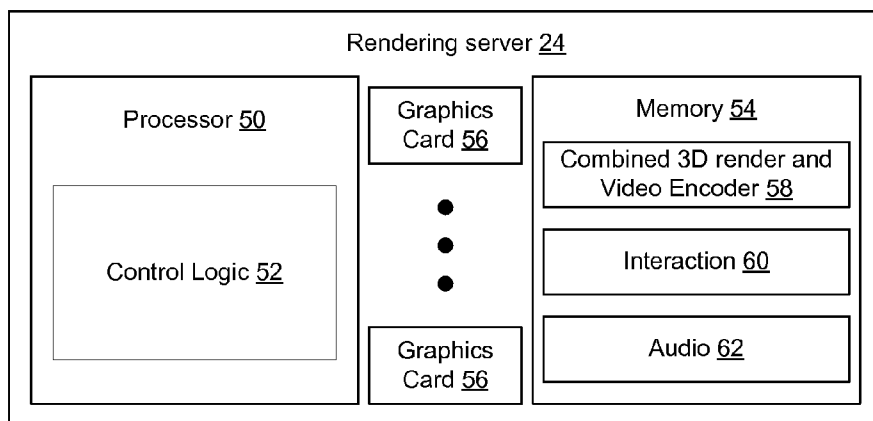 Rendering server 24
Processor 50
Control Logic 52
Graphics
Card 56
Graphics
Card 56
Memory 54
Combined 3D render and
Video Encoder 58
Interaction 60
Audio 62